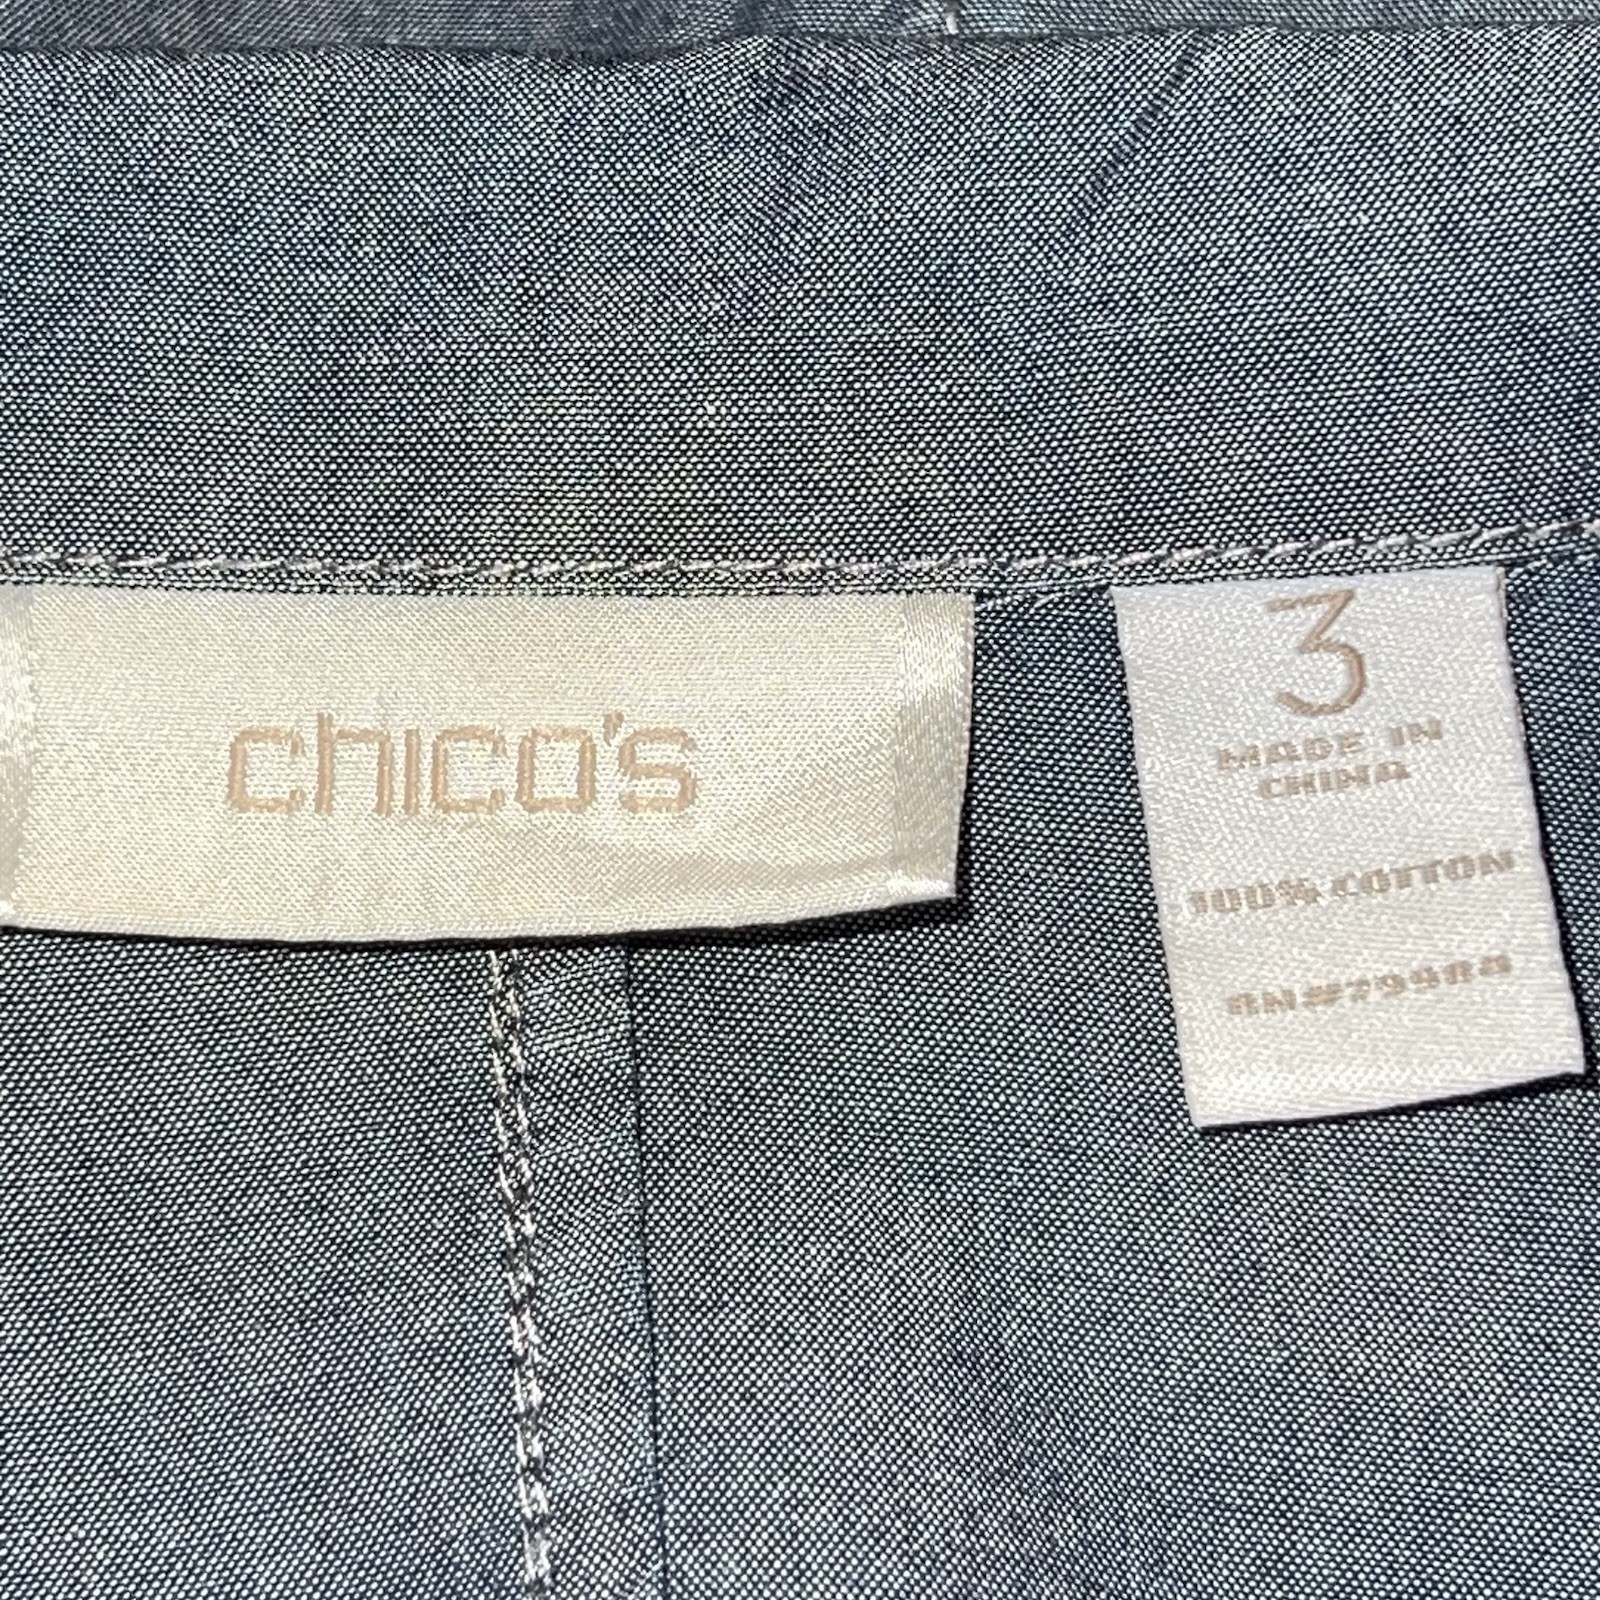 chico's
3
MADE IN
CHINA
100% COTTON